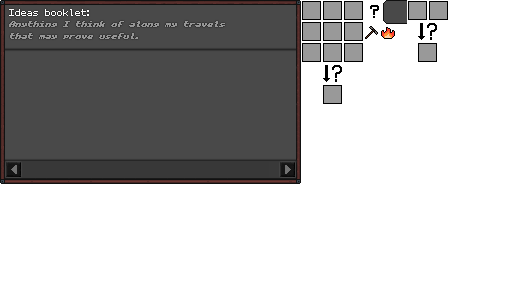 Ideas booklet:
Anything I think of along my travels
that may prove useful.
?
?
?